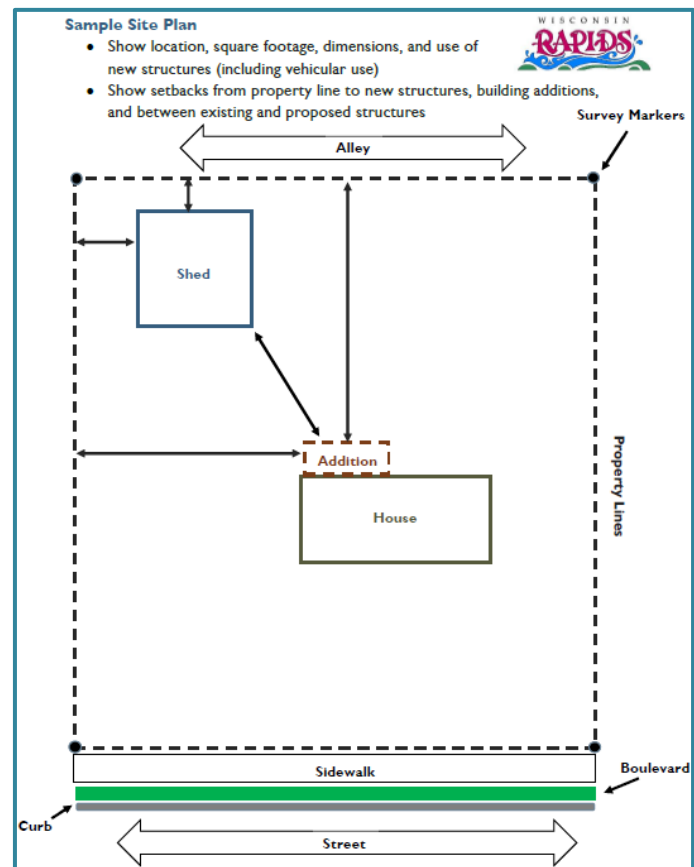 Sample Site Plan
• Show location, square footage, dimensions, and use of
new structures (including vehicular use)
• Show setbacks from property line to new structures, building additions,
and between existing and proposed structures
WISCONSIN
RAPIDS
Survey Markers
Alley
Shed
Addition
House
Property Lines
Sidewalk
Boulevard
Curb
Street